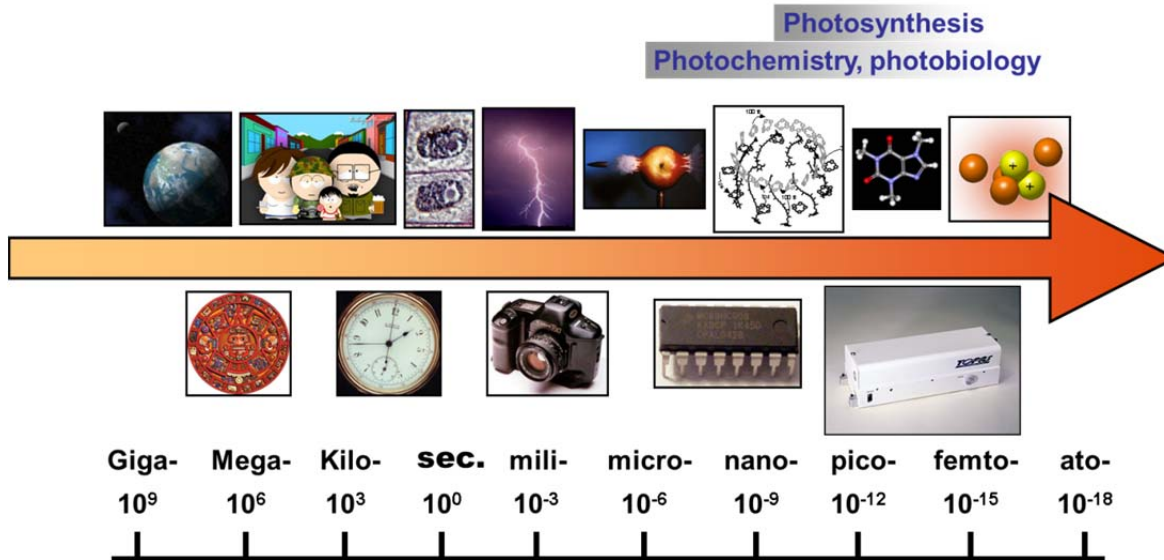 Photosynthesis
Photochemistry, photobiology
TOPAS
Giga- Mega- Kilo- sec. mili- micro- nano- pico- femto- ato-
10⁹ 10⁶ 10³ 10⁰ 10⁻³ 10⁻⁶ 10⁻⁹ 10⁻¹² 10⁻¹⁵ 10⁻¹⁸